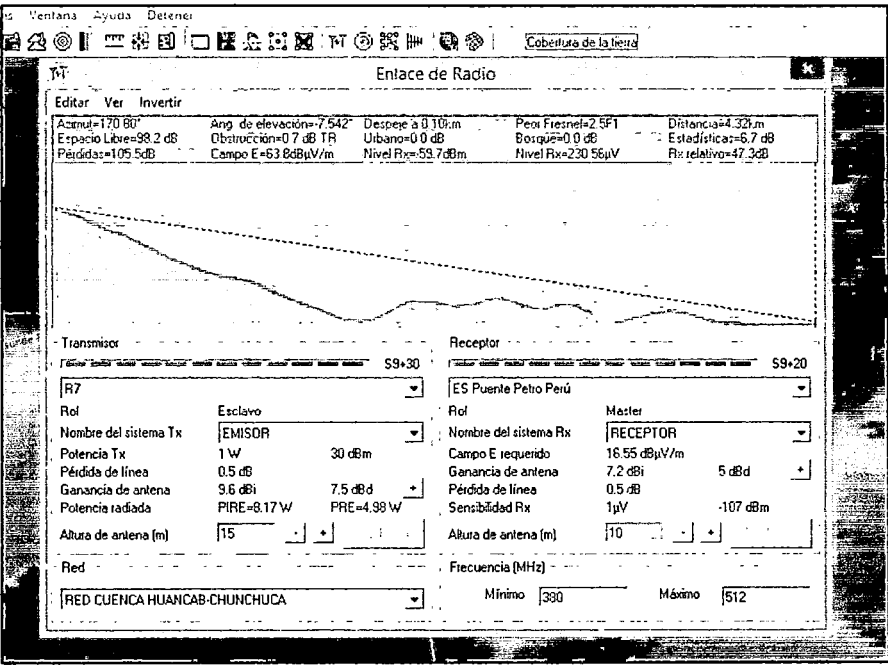 Ventana Ayuda Detener
Cobertura de la tierra
Enlace de Radio
Editar Ver Invertir
Azimut=170.60° Ang. de elevación=-7.542° Despeje a 0.10km Peor Fresnel=2.5F1 Distancia=4.32km
Espacio Libre=98.2 dB Obstrucción=0.7 dB TR Urbano=0.0 dB Bosque=0.0 dB Estadísticas=6.7 dB
Pérdidas=105.5dB Campo E=63.8dBµV/m Nivel Rx=-59.7dBm Nivel Rx=230.56µV Rx relativo=47.3dB
Transmisor
S9+30
R7
Rol Esclavo
Nombre del sistema Tx EMISOR
Potencia Tx 1 W 30 dBm
Pérdida de línea 0.5 dB
Ganancia de antena 9.6 dBi 7.5 dBd +
Potencia radiada PIRE=8.17 W PRE=4.98 W
Altura de antena (m) 15 - +
Red
RED CUENCA HUANCAB-CHUNCHUCA
Receptor
S9+20
ES Puente Petro Perú
Rol Master
Nombre del sistema Rx RECEPTOR
Campo E requerido 16.55 dBµV/m
Ganancia de antena 7.2 dBi 5 dBd +
Pérdida de línea 0.5 dB
Sensibilidad Rx 1µV -107 dBm
Altura de antena (m) 10 - +
Frecuencia (MHz)
Mínimo 380 Máximo 512